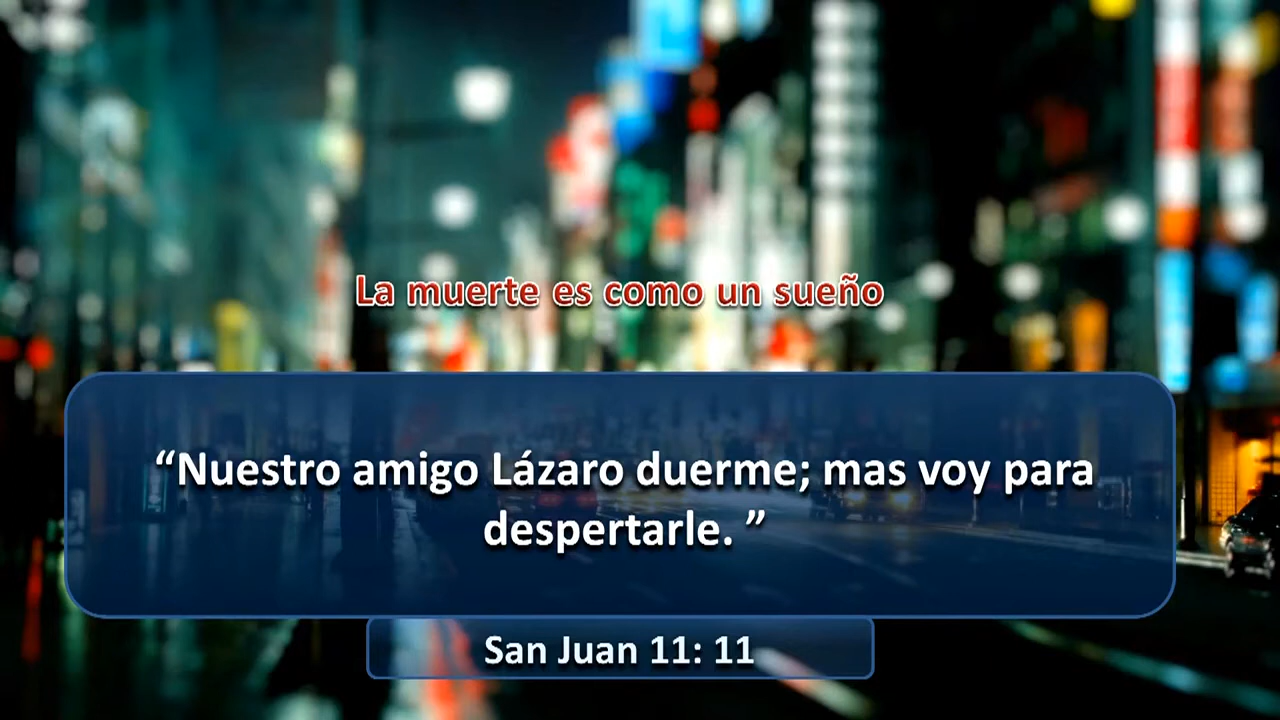 La muerte es como un sueño
“Nuestro amigo Lázaro duerme; mas voy para
despertarle. ”
San Juan 11: 11